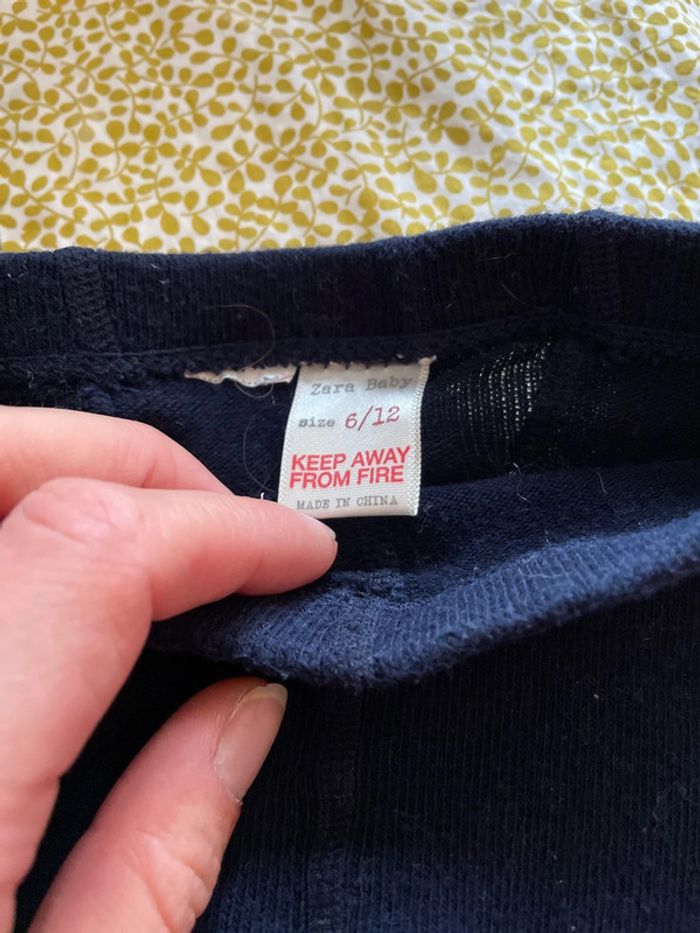 Zara Baby
size 6/12
KEEP AWAY
FROM FIRE
MADE IN CHINA